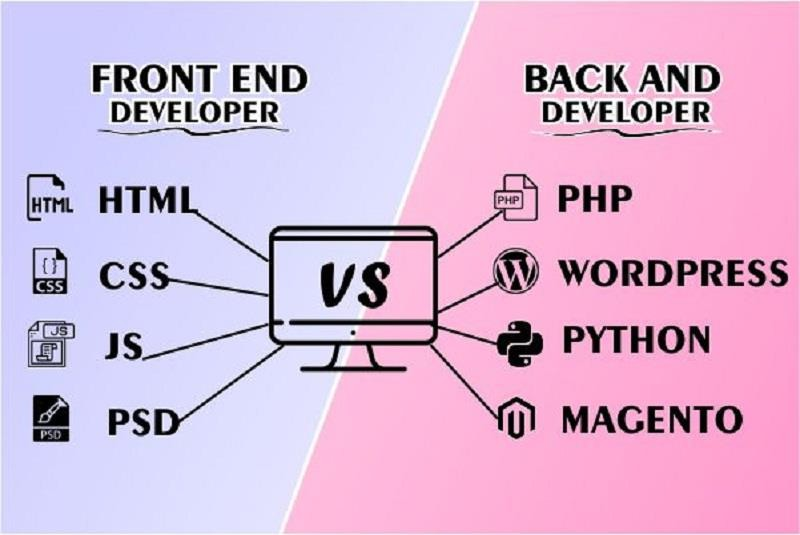 FRONT END
DEVELOPER
BACK AND
DEVELOPER
HTML
HTML
{ }
CSS
CSS
JS
JS
PSD
PSD
VS
PHP
PHP
WORDPRESS
PYTHON
MAGENTO